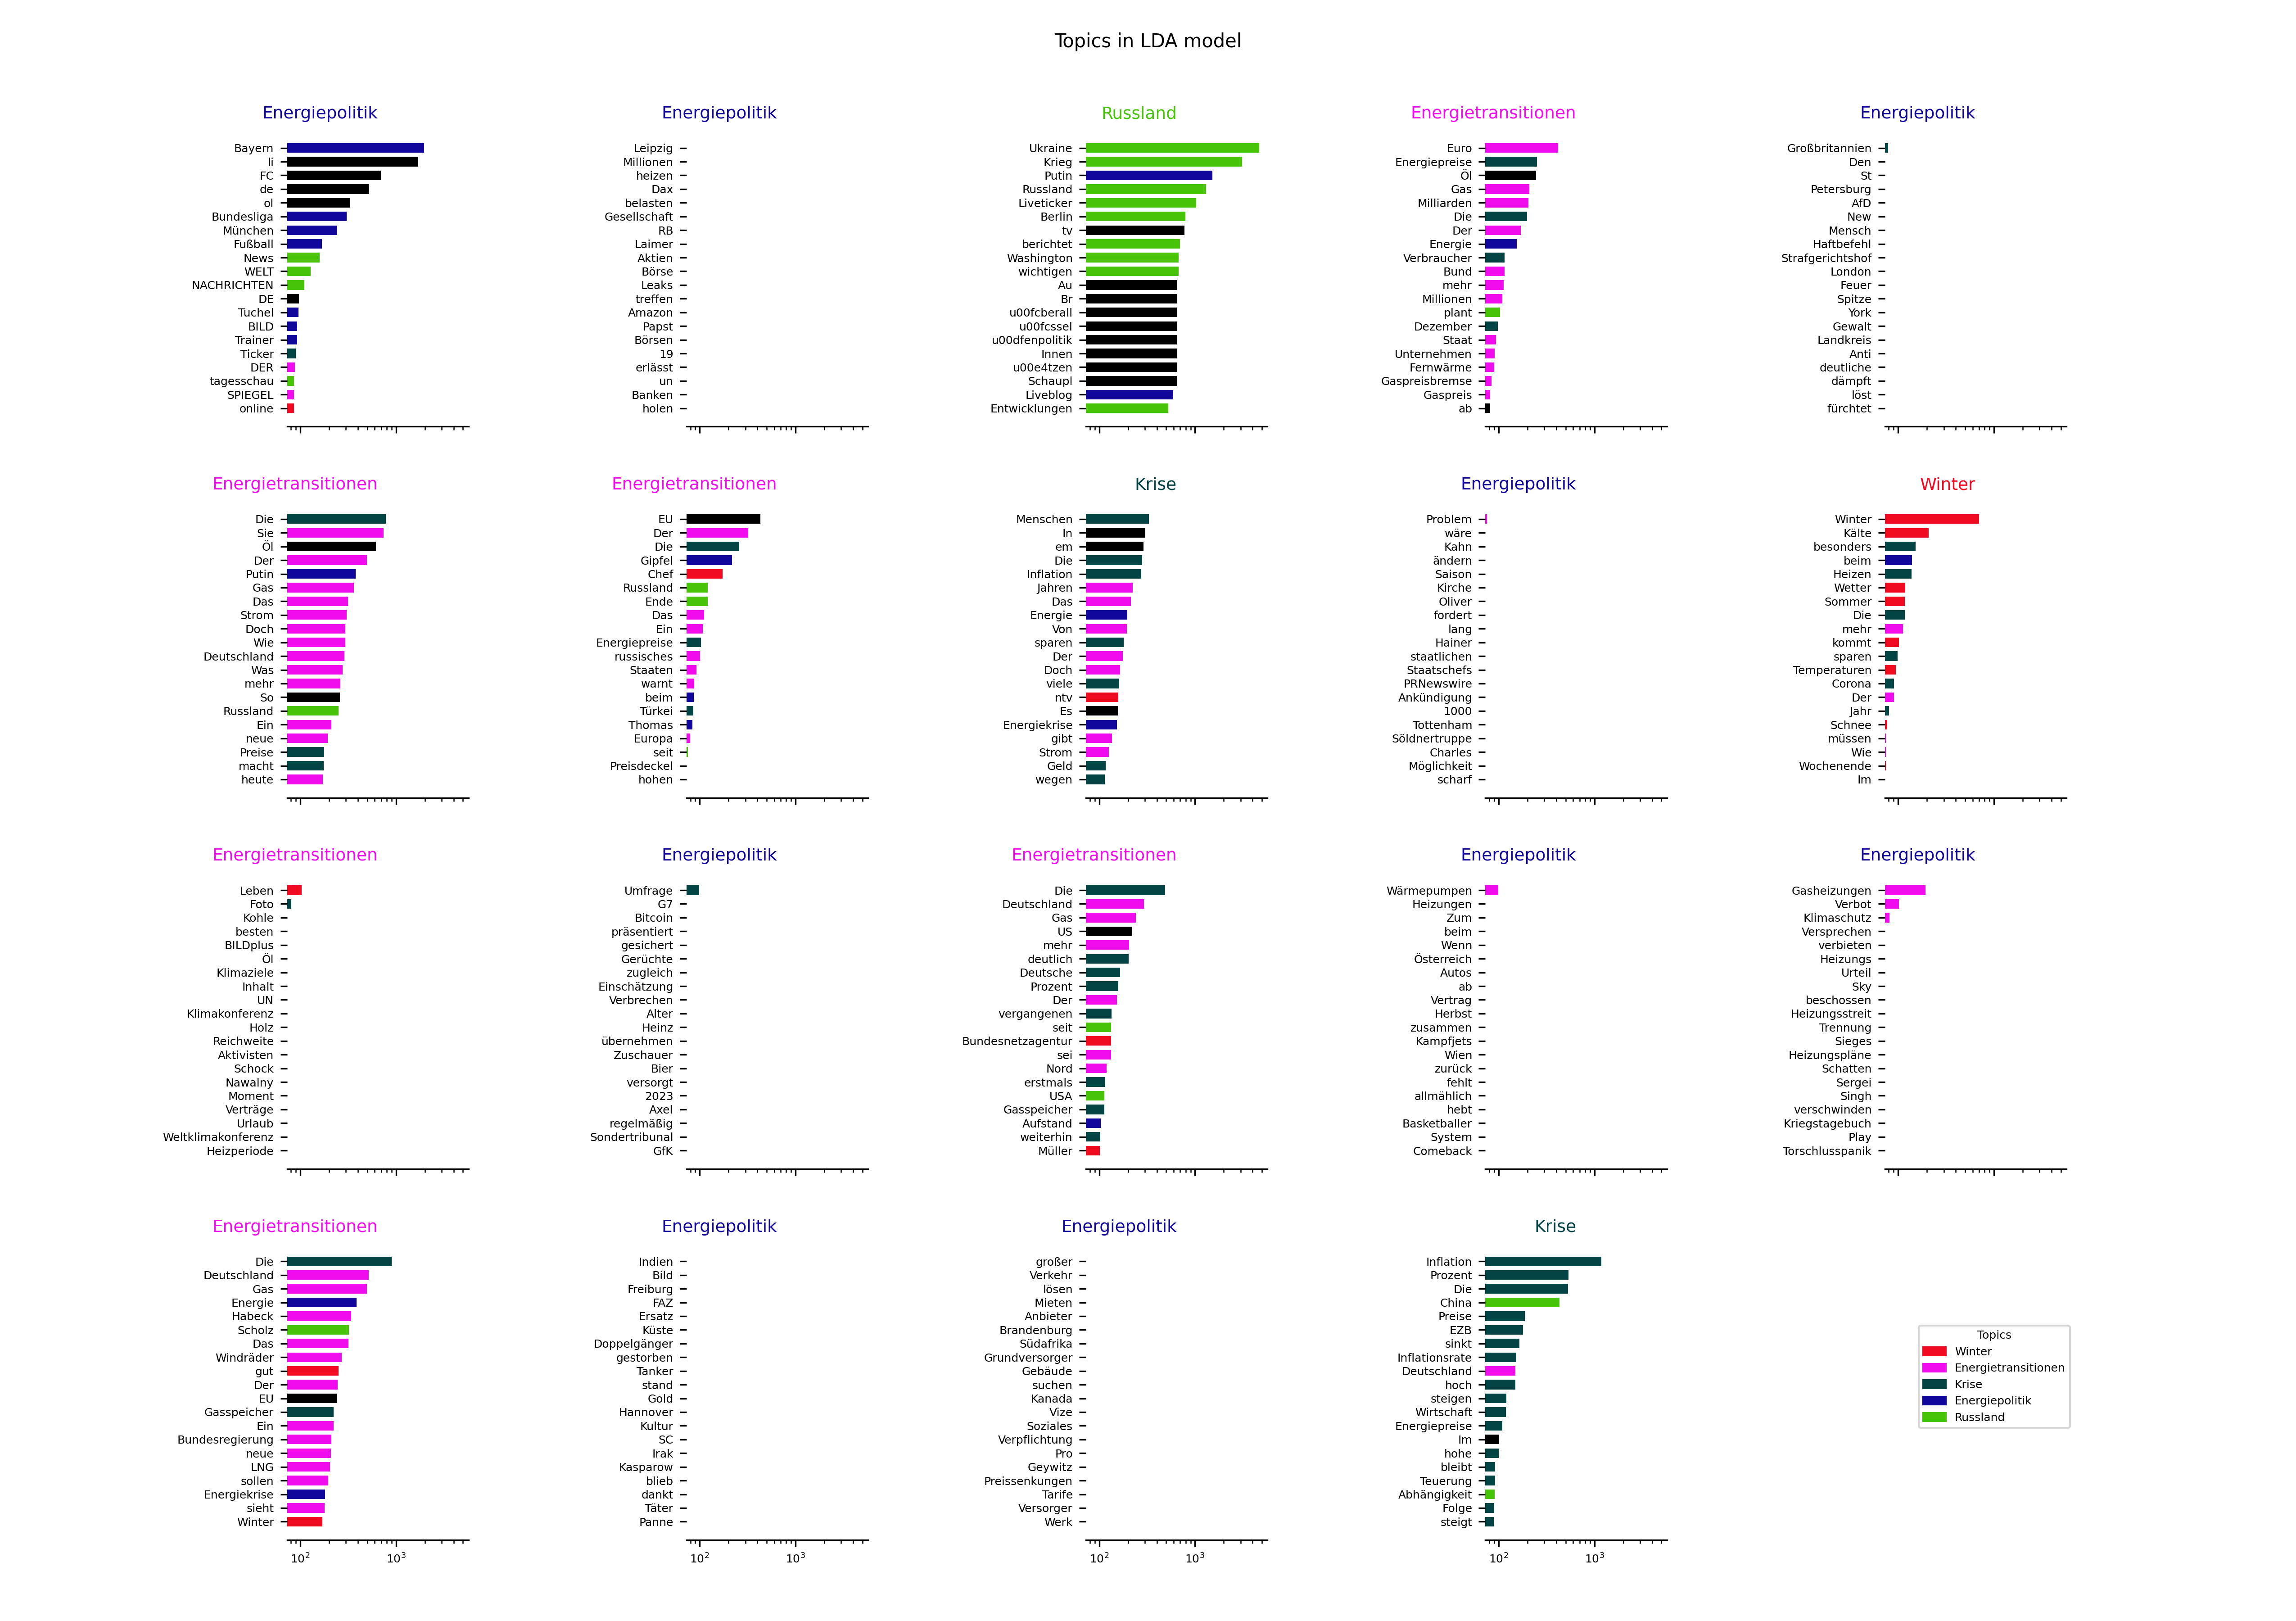 Topics in LDA model
Energiepolitik
Bayern
li
FC
de
ol
Bundesliga
München
Fußball
News
WELT
NACHRICHTEN
DE
Tuchel
BILD
Trainer
Ticker
DER
tagesschau
SPIEGEL
online
Energiepolitik
Leipzig
Millionen
heizen
Dax
belasten
Gesellschaft
RB
Laimer
Aktien
Börse
Leaks
treffen
Amazon
Papst
Börsen
19
erlässt
un
Banken
holen
Russland
Ukraine
Krieg
Putin
Russland
Liveticker
Berlin
tv
berichtet
Washington
wichtigen
Au
Br
u00fcberall
u00fcssel
u00dfenpolitik
Innen
u00e4tzen
Schaupl
Liveblog
Entwicklungen
Energietransitionen
Euro
Energiepreise
Öl
Gas
Milliarden
Die
Der
Energie
Verbraucher
Bund
mehr
Millionen
plant
Dezember
Staat
Unternehmen
Fernwärme
Gaspreisbremse
Gaspreis
ab
Energiepolitik
Großbritannien
Den
St
Petersburg
AfD
New
Mensch
Haftbefehl
Strafgerichtshof
London
Feuer
Spitze
York
Gewalt
Landkreis
Anti
deutliche
dämpft
löst
fürchtet
Energietransitionen
Die
Sie
Öl
Der
Putin
Gas
Das
Strom
Doch
Wie
Deutschland
Was
mehr
So
Russland
Ein
neue
Preise
macht
heute
Energietransitionen
EU
Der
Die
Gipfel
Chef
Russland
Ende
Das
Ein
Energiepreise
russisches
Staaten
warnt
beim
Türkei
Thomas
Europa
seit
Preisdeckel
hohen
Krise
Menschen
In
em
Die
Inflation
Jahren
Das
Energie
Von
sparen
Der
Doch
viele
ntv
Es
Energiekrise
gibt
Strom
Geld
wegen
Energiepolitik
Problem
wäre
Kahn
ändern
Saison
Kirche
Oliver
fordert
lang
Hainer
staatlichen
Staatschefs
PRNewswire
Ankündigung
1000
Tottenham
Söldnertruppe
Charles
Möglichkeit
scharf
Winter
Winter
Kälte
besonders
beim
Heizen
Wetter
Sommer
Die
mehr
kommt
sparen
Temperaturen
Corona
Der
Jahr
Schnee
müssen
Wie
Wochenende
Im
Energietransitionen
Leben
Foto
Kohle
besten
BILDplus
Öl
Klimaziele
Inhalt
UN
Klimakonferenz
Holz
Reichweite
Aktivisten
Schock
Nawalny
Moment
Verträge
Urlaub
Weltklimakonferenz
Heizperiode
Energiepolitik
Umfrage
G7
Bitcoin
präsentiert
gesichert
Gerüchte
zugleich
Einschätzung
Verbrechen
Alter
Heinz
übernehmen
Zuschauer
Bier
versorgt
2023
Axel
regelmäßig
Sondertribunal
GfK
Energietransitionen
Die
Deutschland
Gas
US
mehr
deutlich
Deutsche
Prozent
Der
vergangenen
seit
Bundesnetzagentur
sei
Nord
erstmals
USA
Gasspeicher
Aufstand
weiterhin
Müller
Energiepolitik
Wärmepumpen
Heizungen
Zum
beim
Wenn
Österreich
Autos
ab
Vertrag
Herbst
zusammen
Kampfjets
Wien
zurück
fehlt
allmählich
hebt
Basketballer
System
Comeback
Energiepolitik
Gasheizungen
Verbot
Klimaschutz
Versprechen
verbieten
Heizungs
Urteil
Sky
beschossen
Heizungsstreit
Trennung
Sieges
Heizungspläne
Schatten
Sergei
Singh
verschwinden
Kriegstagebuch
Play
Torschlusspanik
Energietransitionen
Die
Deutschland
Gas
Energie
Habeck
Scholz
Das
Windräder
gut
Der
EU
Gasspeicher
Ein
Bundesregierung
neue
LNG
sollen
Energiekrise
sieht
Winter
10² 10³
Energiepolitik
Indien
Bild
Freiburg
FAZ
Ersatz
Küste
Doppelgänger
gestorben
Tanker
stand
Gold
Hannover
Kultur
SC
Irak
Kasparow
blieb
dankt
Täter
Panne
10² 10³
Energiepolitik
großer
Verkehr
lösen
Mieten
Anbieter
Brandenburg
Südafrika
Grundversorger
Gebäude
suchen
Kanada
Vize
Soziales
Verpflichtung
Pro
Geywitz
Preissenkungen
Tarife
Versorger
Werk
10² 10³
Krise
Inflation
Prozent
Die
China
Preise
EZB
sinkt
Inflationsrate
Deutschland
hoch
steigen
Wirtschaft
Energiepreise
Im
hohe
bleibt
Teuerung
Abhängigkeit
Folge
steigt
10² 10³
Topics
Winter
Energietransitionen
Krise
Energiepolitik
Russland